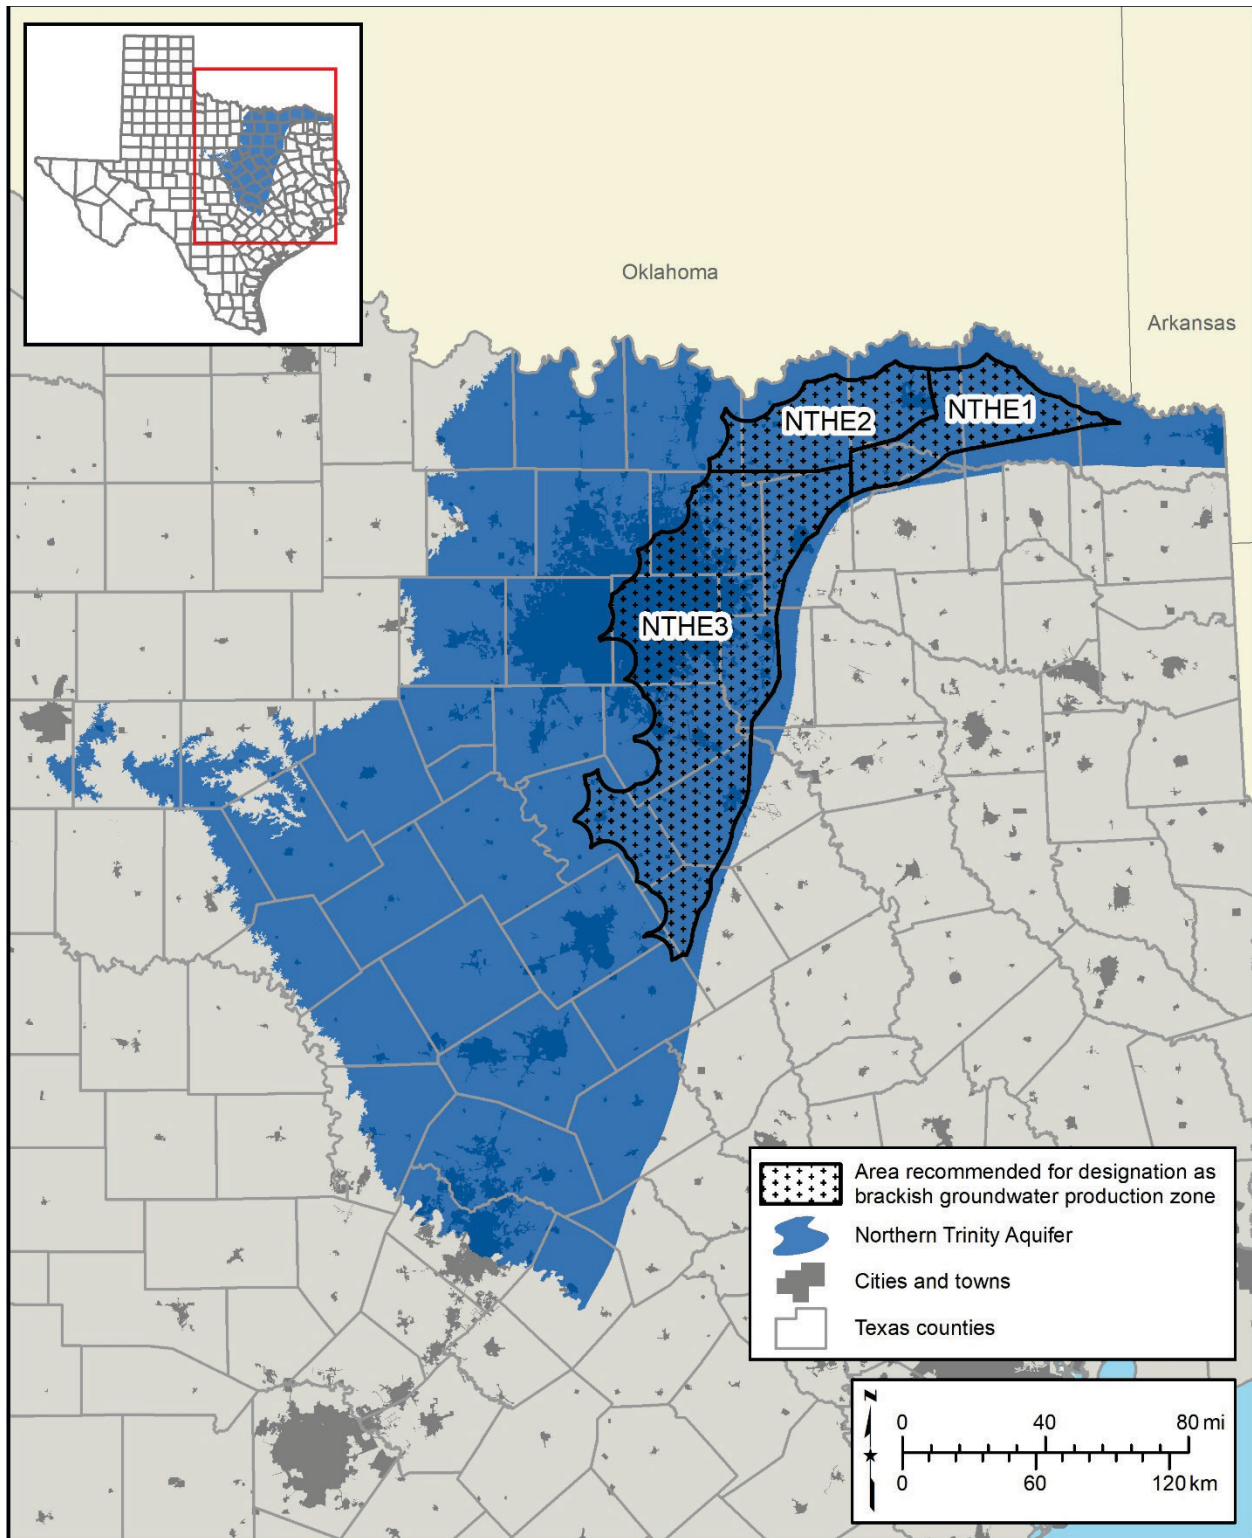 Oklahoma
Arkansas
NTHE2
NTHE1
NTHE3
Area recommended for designation as
brackish groundwater production zone
Northern Trinity Aquifer
Cities and towns
Texas counties
N
0 40 80 mi
0 60 120 km